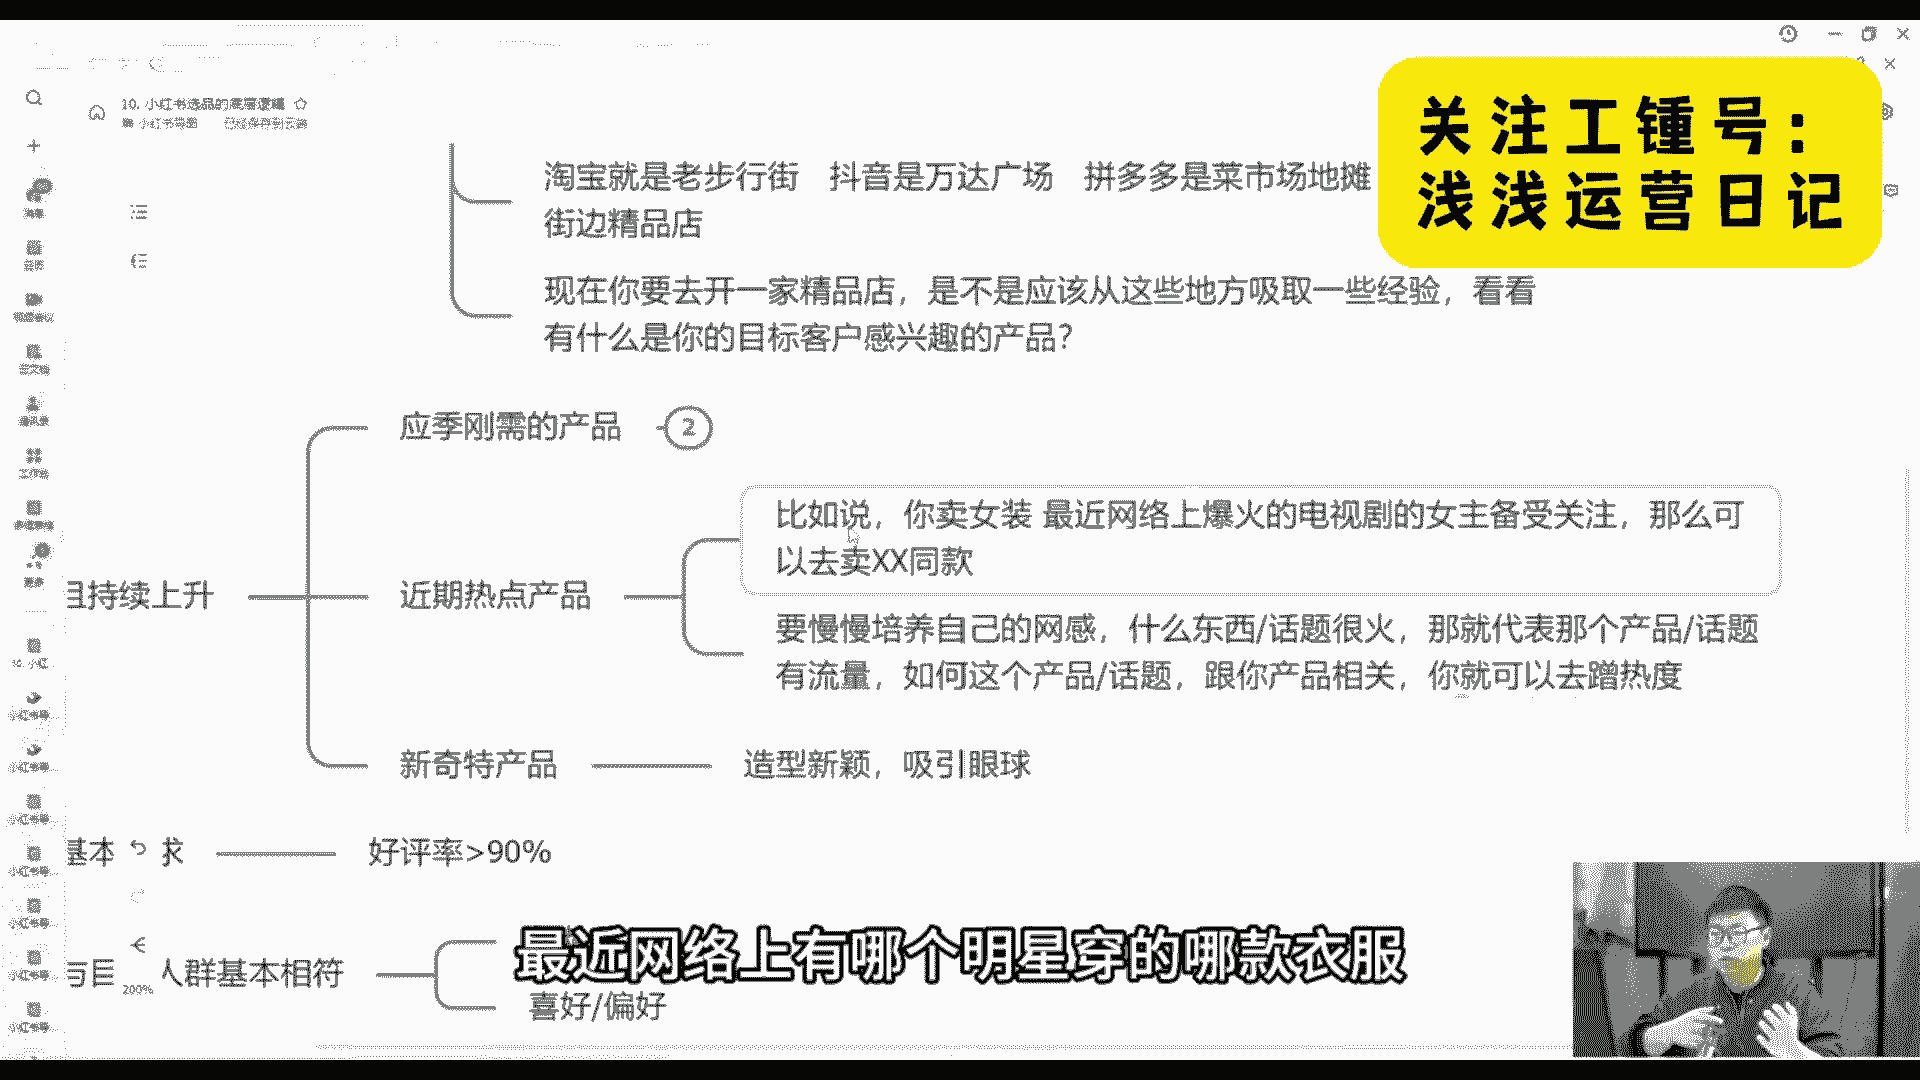 关注工锺号：
浅浅运营日记
10. 小红书选品的底层逻辑
小红书导图 已经保存到云端
淘宝就是老步行街 抖音是万达广场 拼多多是菜市场地摊
街边精品店
现在你要去开一家精品店，是不是应该从这些地方吸取一些经验，看看
有什么是你的目标客户感兴趣的产品？
应季刚需的产品 2
比如说，你卖女装 最近网络上爆火的电视剧的女主备受关注，那么可
以去卖XX同款
且持续上升
近期热点产品
要慢慢培养自己的网感，什么东西/话题很火，那就代表那个产品/话题
有流量，如何这个产品/话题，跟你产品相关，你就可以去蹭热度
新奇特产品
造型新颖，吸引眼球
基本 求
好评率>90%
与目 人群基本相符
喜好/偏好
200%
最近网络上有哪个明星穿的哪款衣服